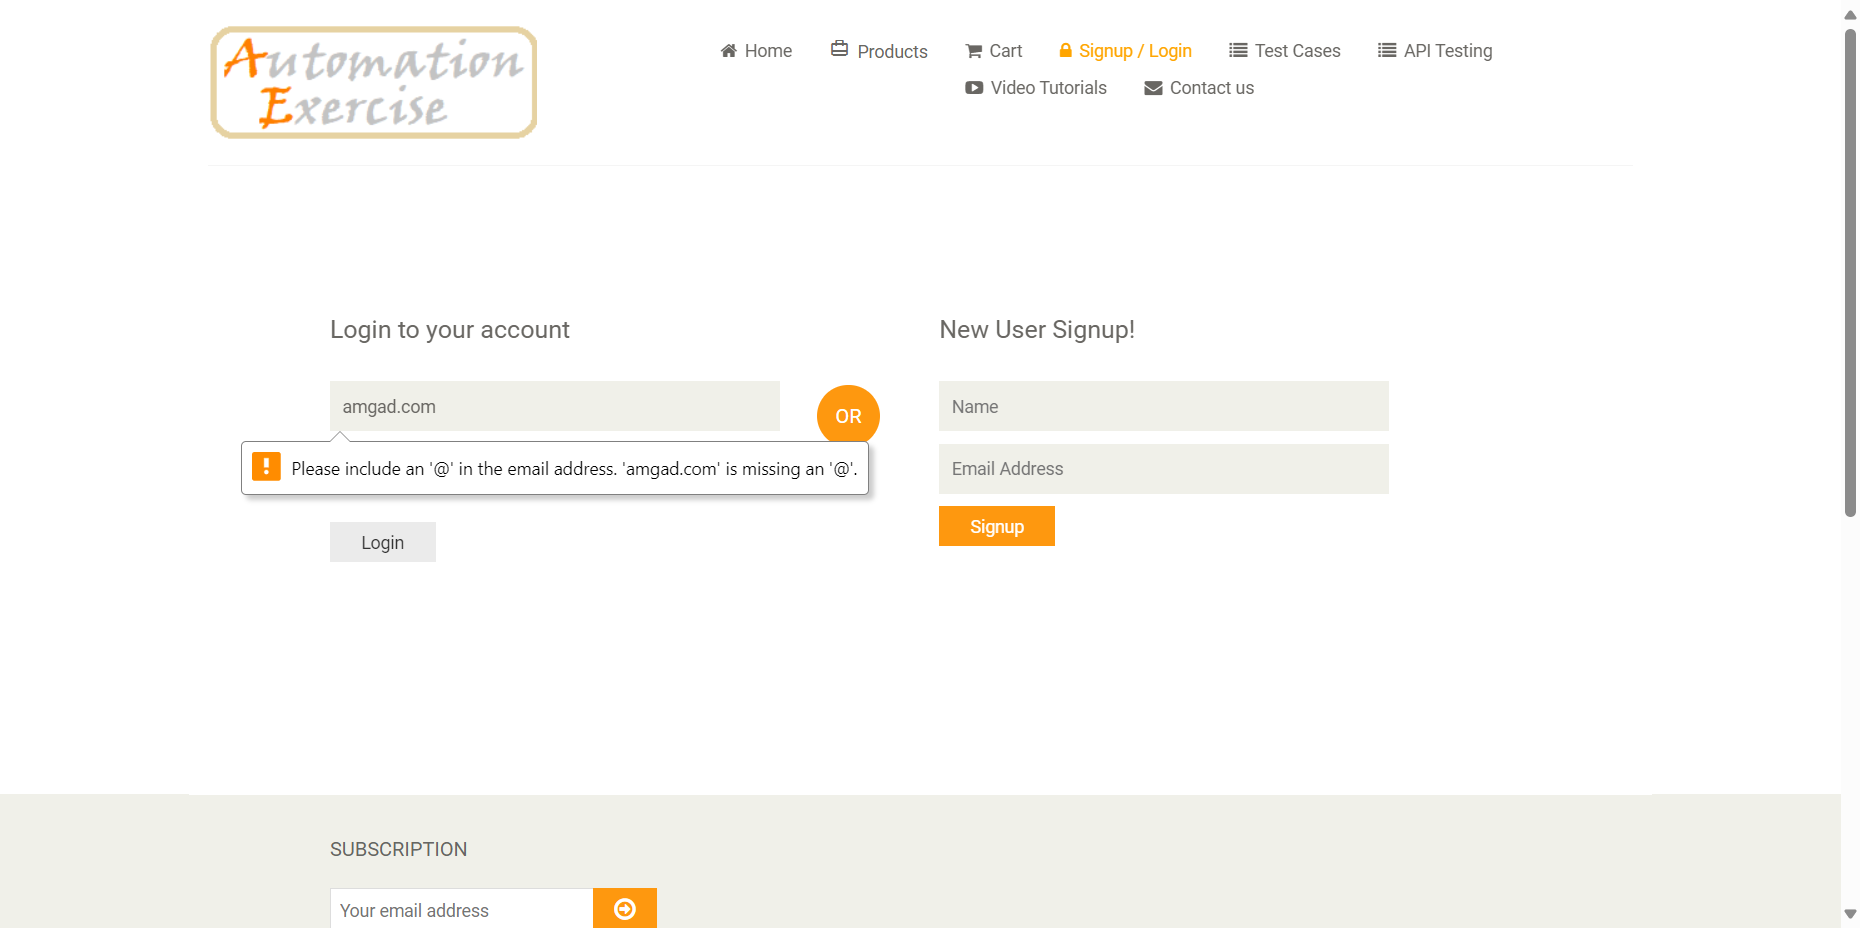 Automation
Exercise
Home Products Cart Signup / Login Test Cases API Testing
Video Tutorials Contact us
Login to your account
amgad.com
Please include an '@' in the email address. 'amgad.com' is missing an '@'.
Login
OR
New User Signup!
Name
Email Address
Signup
SUBSCRIPTION
Your email address